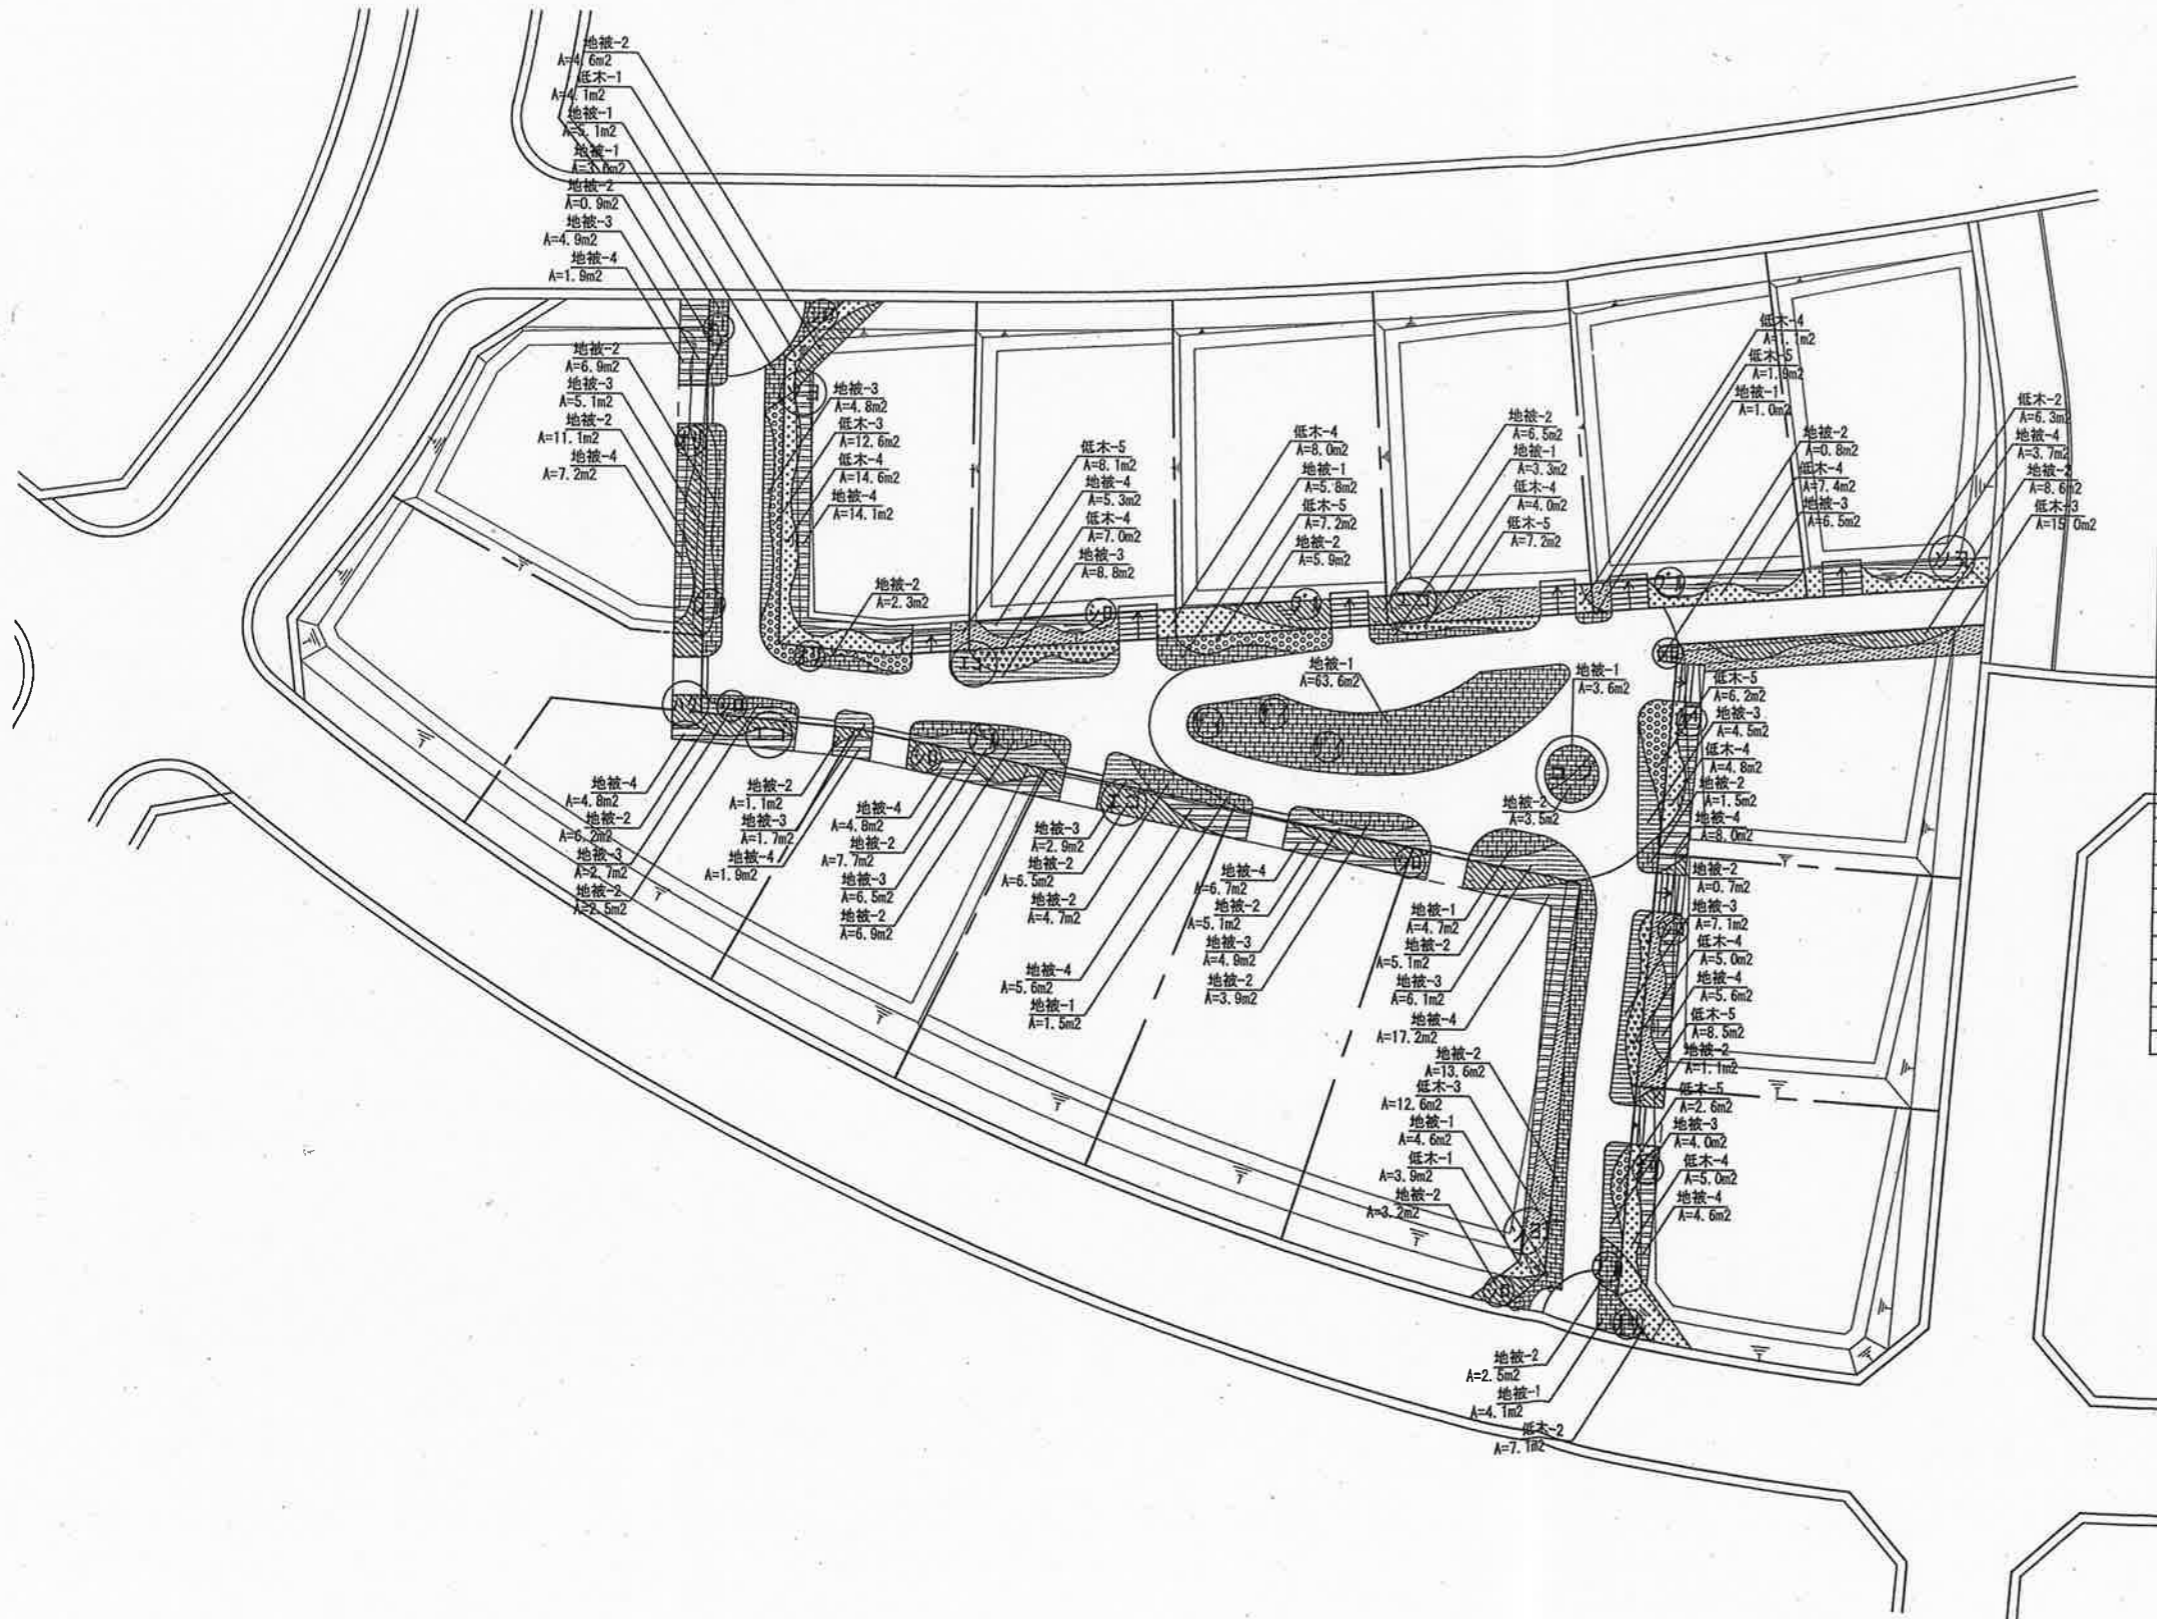 地被-2
A=4.6m2
低木-1
A=4.1m2
地被-1
A=5.1m2
地被-1
地被-2
A=0.9m2
地被-3
A=4.9m2
地被-4
A=1.9m2
地被-2
A=6.9m2
地被-3
A=5.1m2
地被-2
A=11.1m2
地被-4
A=7.2m2
地被-3
A=4.8m2
低木-3
A=12.6m2
低木-4
A=14.6m2
地被-4
A=14.1m2
地被-2
A=2.3m2
低木-5
A=8.1m2
地被-4
A=5.3m2
低木-4
A=7.0m2
地被-3
A=8.8m2
低木-4
A=8.0m2
地被-1
A=5.8m2
低木-5
A=7.2m2
地被-2
A=5.9m2
地被-2
A=6.5m2
地被-1
A=3.3m2
低木-4
A=4.0m2
低木-5
A=7.2m2
低木-4
A=1.1m2
低木-5
A=1.9m2
地被-1
A=1.0m2
地被-2
A=0.8m2
低木-4
A=7.4m2
地被-3
A=6.5m2
低木-2
A=6.3m2
地被-4
A=3.7m2
地被-2
A=8.6m2
低木-3
A=15.0m2
地被-1
A=63.6m2
地被-1
A=3.6m2
地被-2
A=3.5m2
低木-5
A=6.2m2
地被-3
A=4.5m2
低木-4
A=4.8m2
地被-2
A=1.5m2
地被-4
A=8.0m2
地被-2
A=0.7m2
地被-3
A=7.1m2
低木-4
A=5.0m2
地被-4
A=5.6m2
低木-5
A=8.5m2
地被-2
A=1.1m2
低木-5
A=2.6m2
地被-3
A=4.0m2
低木-4
A=5.0m2
地被-4
A=4.6m2
地被-4
A=4.8m2
地被-2
A=6.2m2
地被-3
A=2.7m2
地被-2
A=2.5m2
地被-2
A=1.1m2
地被-3
A=1.7m2
地被-4
A=1.9m2
地被-4
A=4.8m2
地被-2
A=7.7m2
地被-3
A=6.5m2
地被-2
A=6.9m2
地被-3
A=2.9m2
地被-2
A=6.5m2
地被-2
A=4.7m2
地被-4
A=5.6m2
地被-1
A=1.5m2
地被-4
A=6.7m2
地被-2
A=5.1m2
地被-3
A=4.9m2
地被-2
A=3.9m2
地被-1
A=4.7m2
地被-2
A=5.1m2
地被-3
A=6.1m2
地被-4
A=17.2m2
地被-2
A=13.6m2
低木-3
A=12.6m2
地被-1
A=4.6m2
低木-1
A=3.9m2
地被-2
A=3.2m2
地被-2
A=2.5m2
地被-1
A=4.1m2
低木-2
A=7.1m2